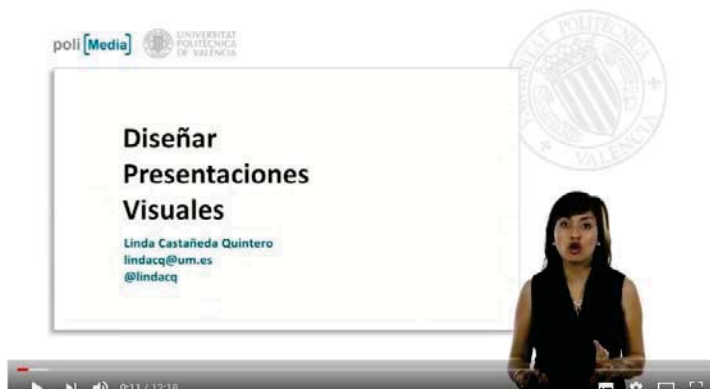 poli [Media]
UNIVERSITAT
POLITÈCNICA
DE VALÈNCIA
Diseñar
Presentaciones
Visuales
Linda Castañeda Quintero
lindacq@um.es
@lindacq
0:11 / 12:18